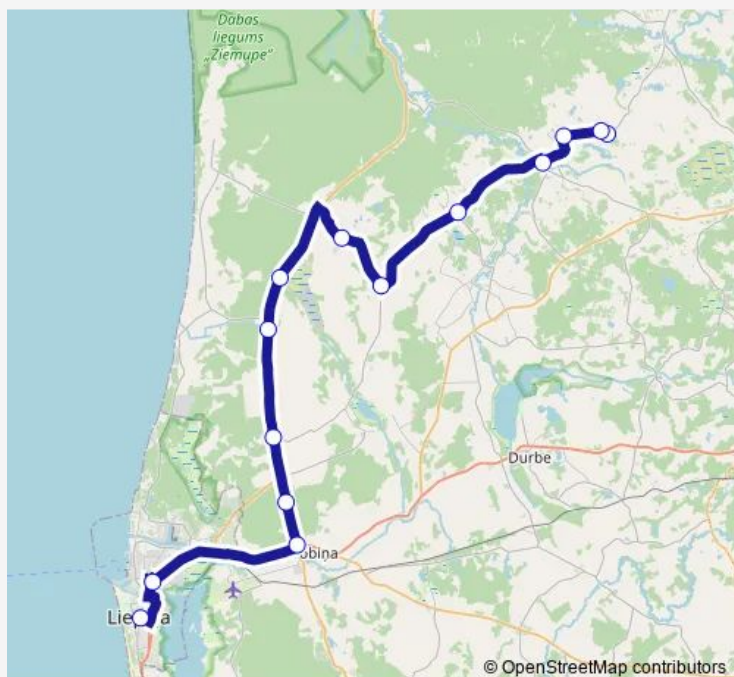 Dabas
liegums
„Ziemupe"
Durbe
obiņa
Lie a
© OpenStreetMap contributors